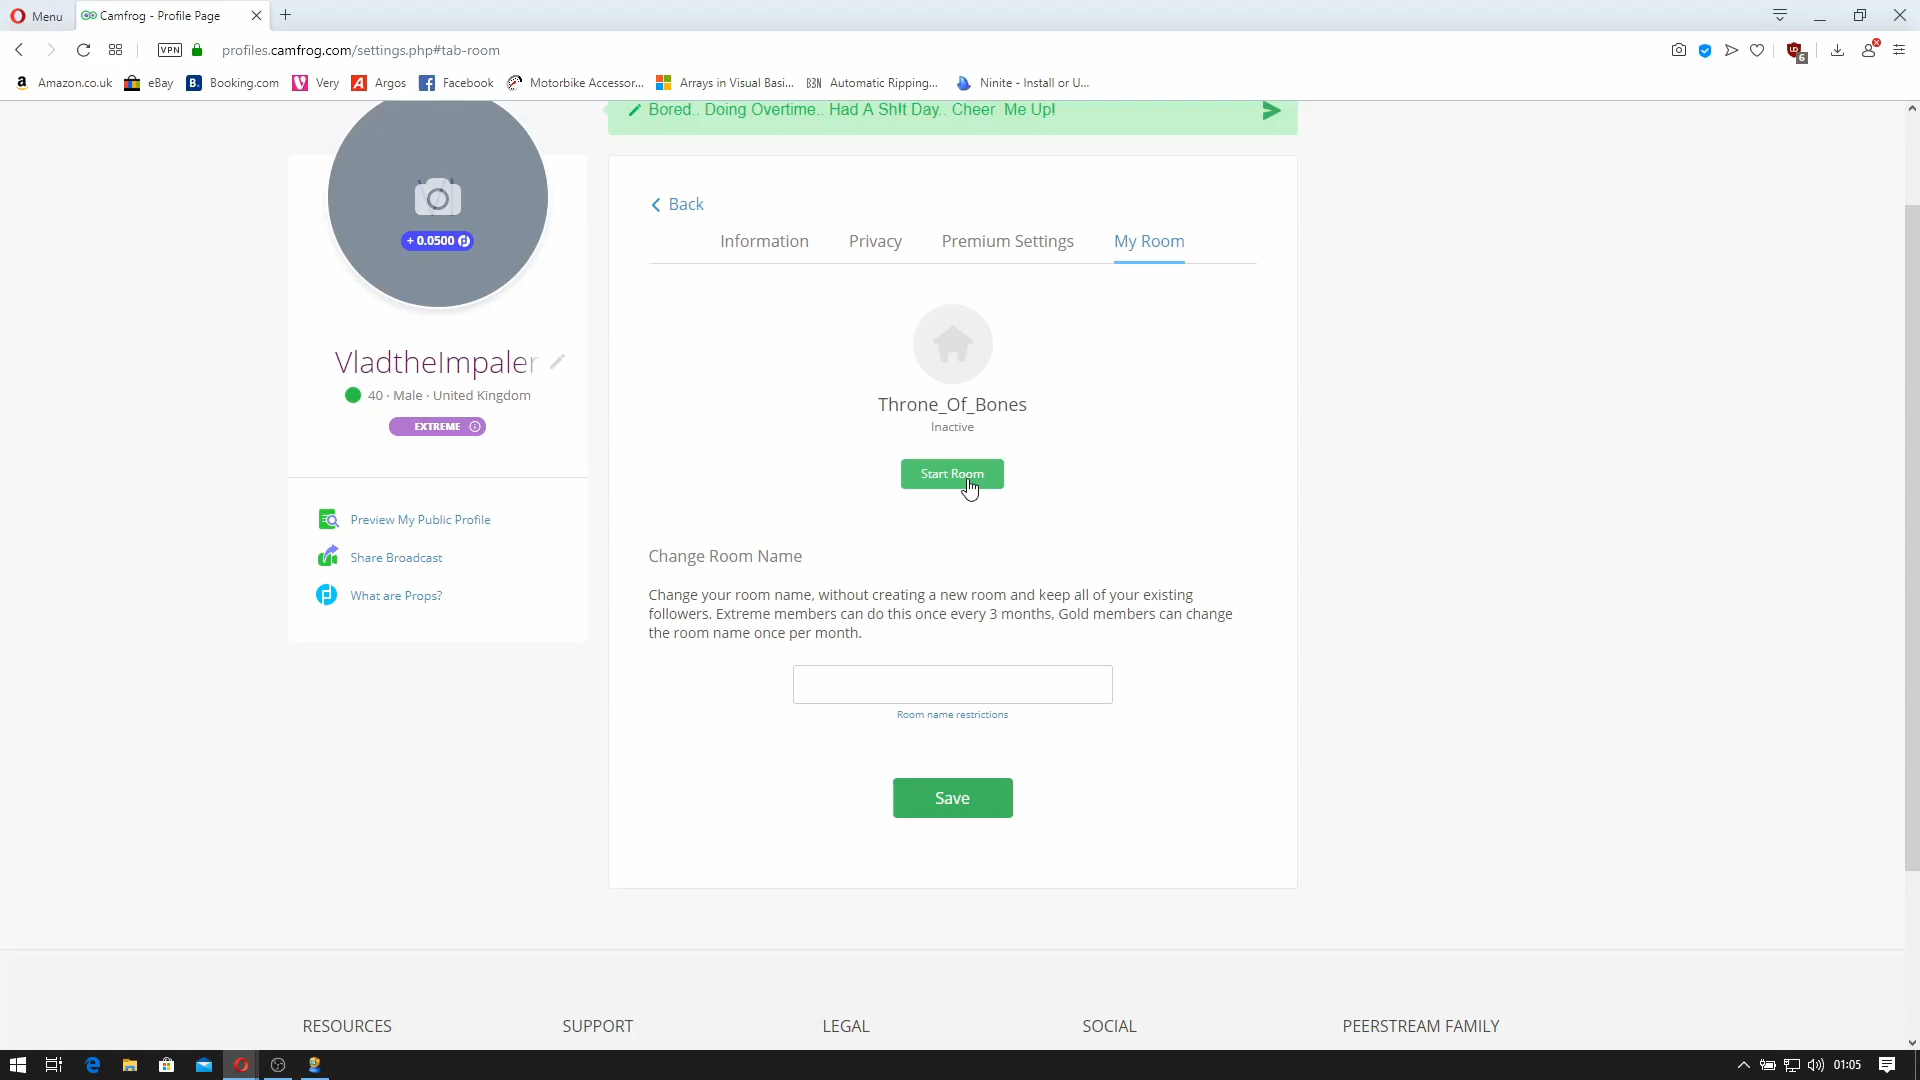 Menu
Camfrog - Profile Page
VPN
profiles.camfrog.com/settings.php#tab-room
6
Amazon.co.uk
eBay
Booking.com
Very
Argos
Facebook
Motorbike Accessor...
Arrays in Visual Basi...
Automatic Ripping...
Ninite - Install or U...
Bored.. Doing Overtime.. Had A Sh!t Day.. Cheer Me Up!
+ 0.0500
VladtheImpaler
40 · Male · United Kingdom
EXTREME
Preview My Public Profile
Share Broadcast
What are Props?
Back
Information
Privacy
Premium Settings
My Room
Throne_Of_Bones
Inactive
Start Room
Change Room Name
Change your room name, without creating a new room and keep all of your existing
followers. Extreme members can do this once every 3 months, Gold members can change
the room name once per month.
Room name restrictions
Save
RESOURCES
SUPPORT
LEGAL
SOCIAL
PEERSTREAM FAMILY
01:05